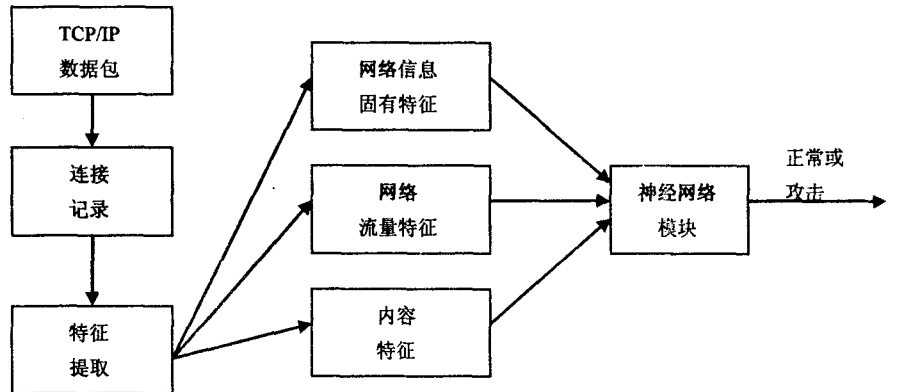 TCP/IP
数据包
连接
记录
特征
提取
网络信息
固有特征
网络
流量特征
内容
特征
神经网络
模块
正常或
攻击